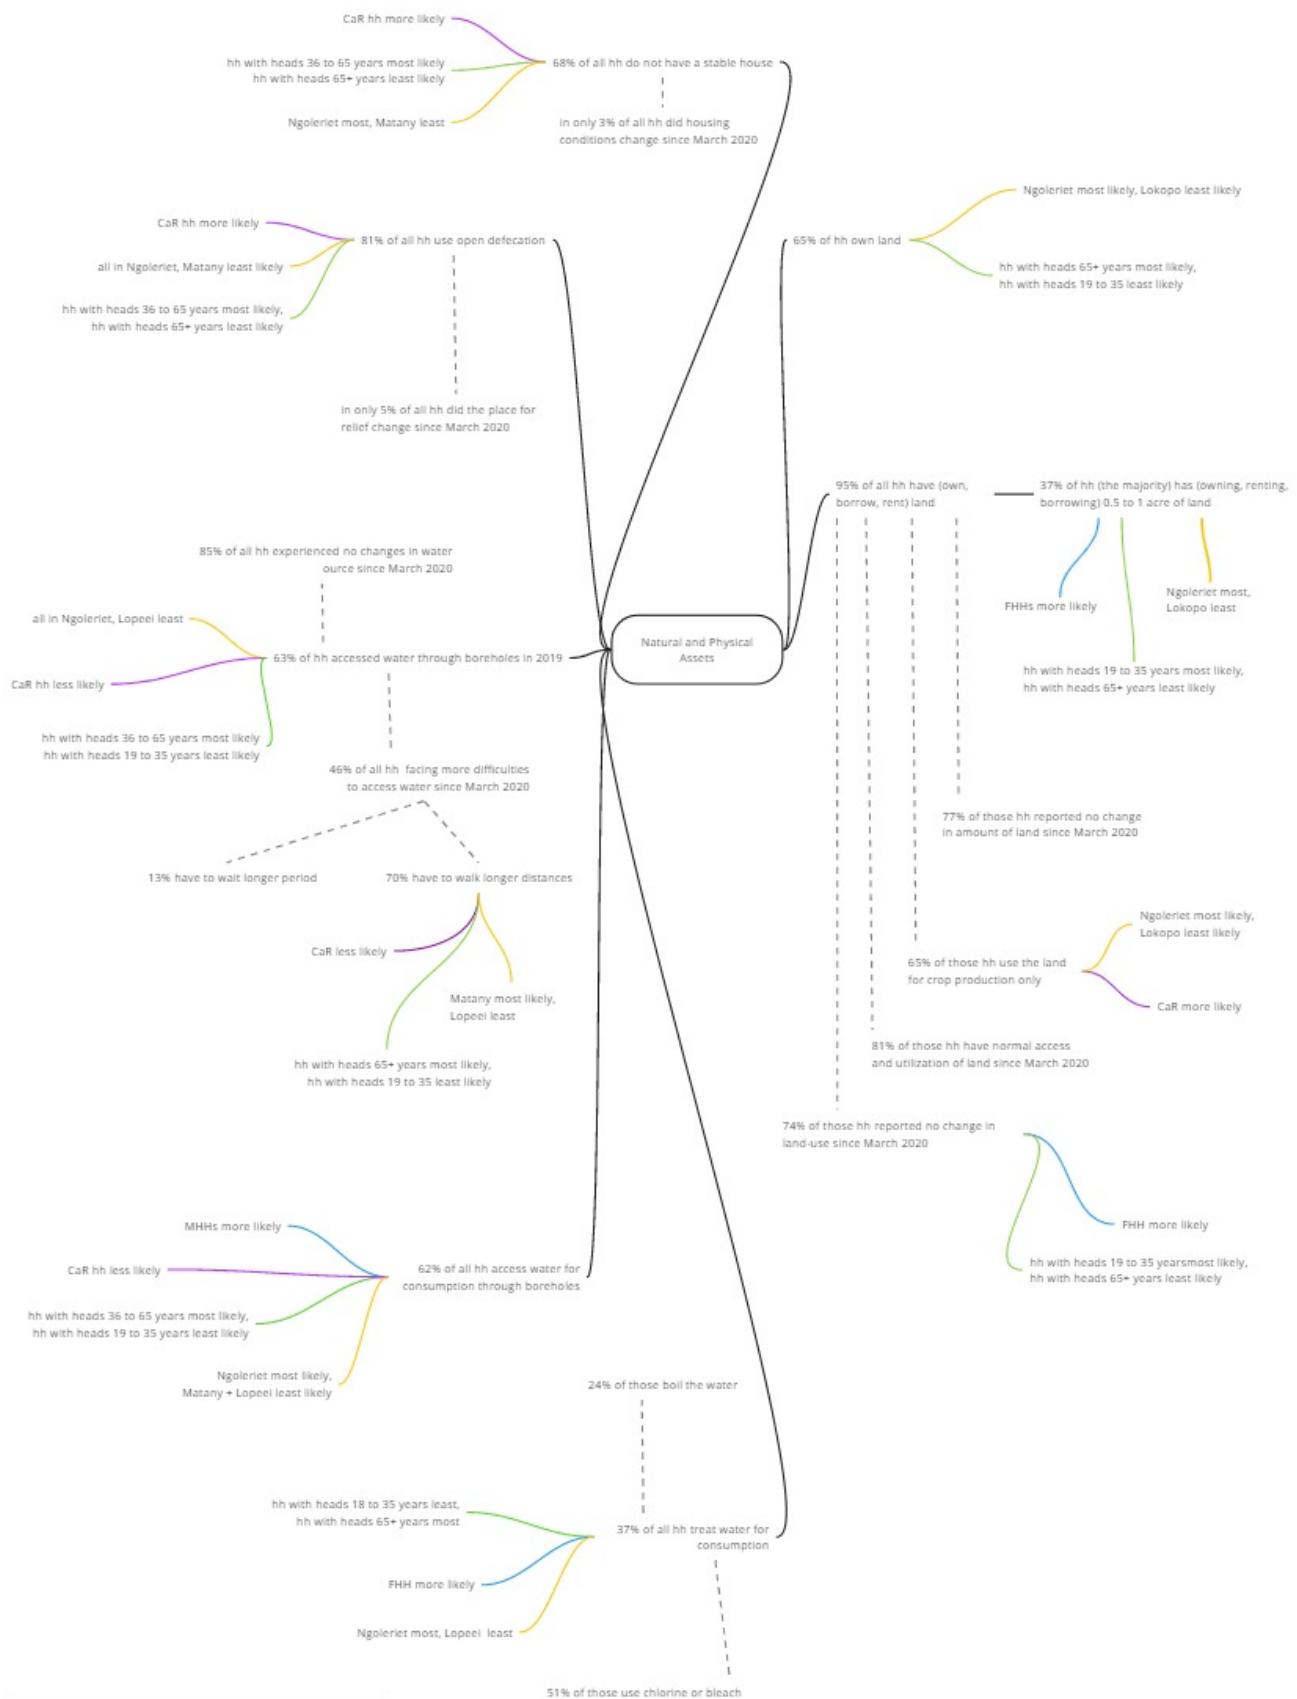 CaR hh more likely
hh with heads 36 to 65 years most likely
hh with heads 65+ years least likely
Ngoleriet most, Matany least
68% of all hh do not have a stable house
in only 3% of all hh did housing
conditions change since March 2020
CaR hh more likely
all in Ngoleriet, Matany least likely
hh with heads 36 to 65 years most likely,
hh with heads 65+ years least likely
81% of all hh use open defecation
in only 5% of all hh did the place for
relief change since March 2020
85% of all hh experienced no changes in water
ource since March 2020
all in Ngoleriet, Lopeei least
CaR hh less likely
hh with heads 36 to 65 years most likely
hh with heads 19 to 35 years least likely
63% of hh accessed water through boreholes in 2019
46% of all hh facing more difficulties
to access water since March 2020
13% have to wait longer period
70% have to walk longer distances
CaR less likely
Matany most likely,
Lopeei least
hh with heads 65+ years most likely,
hh with heads 19 to 35 least likely
MHHs more likely
CaR hh less likely
hh with heads 36 to 65 years most likely,
hh with heads 19 to 35 years least likely
Ngoleriet most likely,
Matany + Lopeei least likely
62% of all hh access water for
consumption through boreholes
24% of those boil the water
hh with heads 18 to 35 years least,
hh with heads 65+ years most
FHH more likely
Ngoleriet most, Lopeei least
37% of all hh treat water for
consumption
51% of those use chlorine or bleach
Natural and Physical
Assets
65% of hh own land
Ngoleriet most likely, Lokopo least likely
hh with heads 65+ years most likely,
hh with heads 19 to 35 least likely
95% of all hh have (own,
borrow, rent) land
37% of hh (the majority) has (owning, renting,
borrowing) 0.5 to 1 acre of land
FHHs more likely
Ngoleriet most,
Lokopo least
hh with heads 19 to 35 years most likely,
hh with heads 65+ years least likely
77% of those hh reported no change
in amount of land since March 2020
65% of those hh use the land
for crop production only
Ngoleriet most likely,
Lokopo least likely
CaR more likely
81% of those hh have normal access
and utilization of land since March 2020
74% of those hh reported no change in
land-use since March 2020
FHH more likely
hh with heads 19 to 35 yearsmost likely,
hh with heads 65+ years least likely